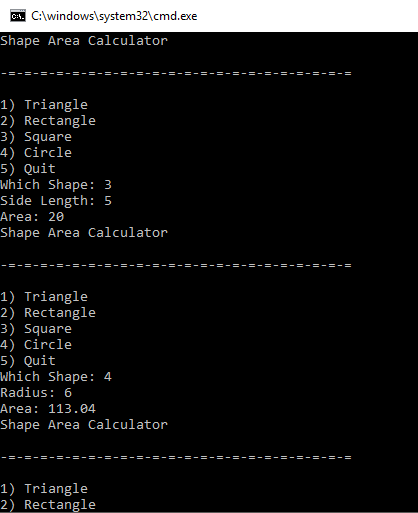 C:\windows\system32\cmd.exe
Shape Area Calculator
-=-=-=-=-=-=-=-=-=-=-=-=-=-=-=-=-=-=-=-=-=-=
1) Triangle
2) Rectangle
3) Square
4) Circle
5) Quit
Which Shape: 3
Side Length: 5
Area: 20
Shape Area Calculator
-=-=-=-=-=-=-=-=-=-=-=-=-=-=-=-=-=-=-=-=-=-=
1) Triangle
2) Rectangle
3) Square
4) Circle
5) Quit
Which Shape: 4
Radius: 6
Area: 113.04
Shape Area Calculator
-=-=-=-=-=-=-=-=-=-=-=-=-=-=-=-=-=-=-=-=-=-=
1) Triangle
2) Rectangle